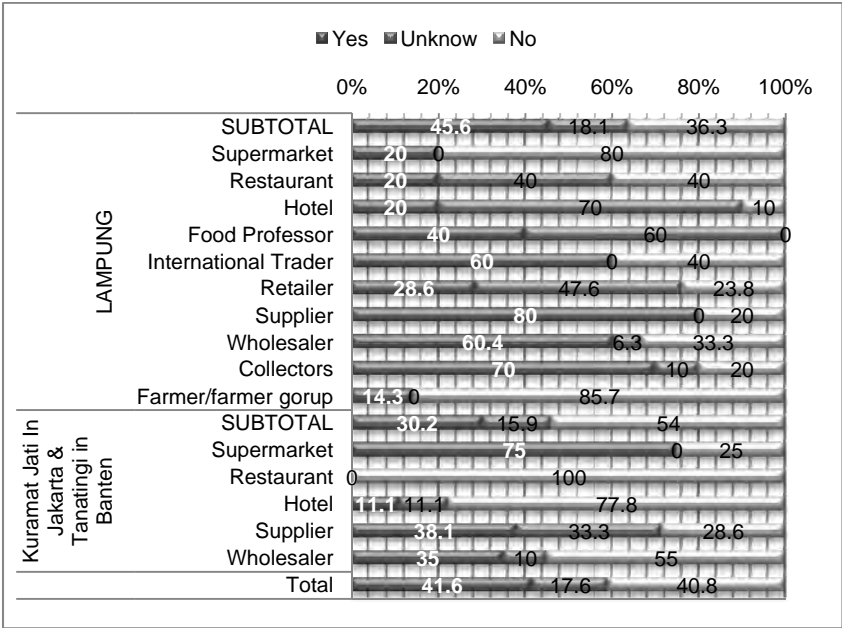 Yes Unknow No
0% 20% 40% 60% 80% 100%
LAMPUNG
SUBTOTAL 45.6 18.1 36.3
Supermarket 20 0 80
Restaurant 20 40 40
Hotel 20 70 10
Food Professor 40 60 0
International Trader 60 0 40
Retailer 28.6 47.6 23.8
Supplier 80 0 20
Wholesaler 60.4 6.3 33.3
Collectors 70 10 20
Farmer/farmer gorup 14.3 0 85.7
Kuramat Jati In
Jakarta &
Tanatingi in
Banten
SUBTOTAL 30.2 15.9 54
Supermarket 75 0 25
Restaurant 0 100
Hotel 11.1 11.1 77.8
Supplier 38.1 33.3 28.6
Wholesaler 35 10 55
Total 41.6 17.6 40.8